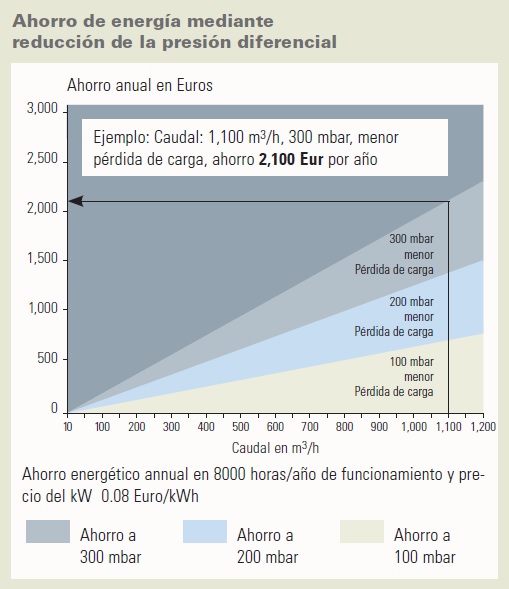 Ahorro de energía mediante
reducción de la presión diferencial
Ahorro anual en Euros
3,000
2,500
2,000
1,500
1,000
500
0
Ejemplo: Caudal: 1,100 m³/h, 300 mbar, menor
pérdida de carga, ahorro 2,100 Eur por año
300 mbar
menor
Pérdida de carga
200 mbar
menor
Pérdida de carga
100 mbar
menor
Pérdida de carga
10 100 200 300 400 500 600 700 800 900 1,000 1,100 1,200
Caudal en m³/h
Ahorro energético annual en 8000 horas/año de funcionamiento y pre-
cio del kW 0.08 Euro/kWh
Ahorro a
300 mbar
Ahorro a
200 mbar
Ahorro a
100 mbar